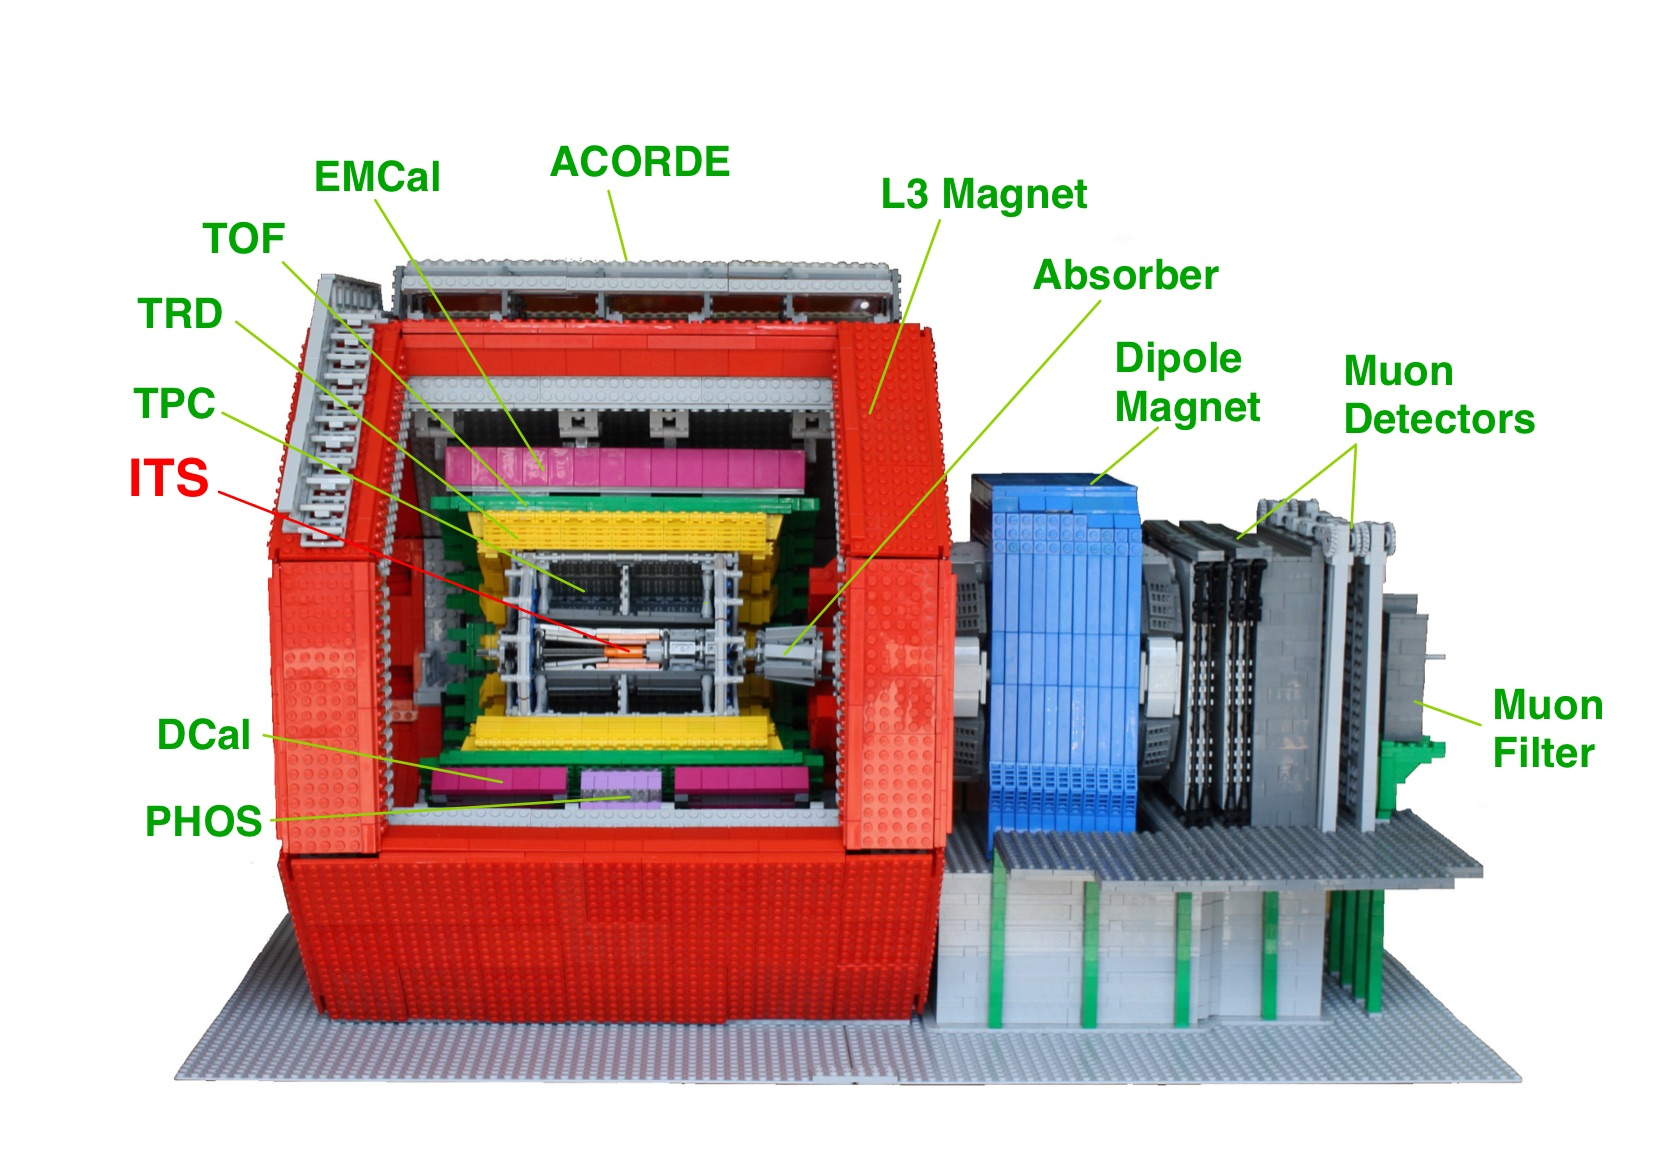 EMCal
ACORDE
L3 Magnet
TOF
Absorber
TRD
Dipole
Magnet
Muon
Detectors
TPC
ITS
Muon
Filter
DCal
PHOS